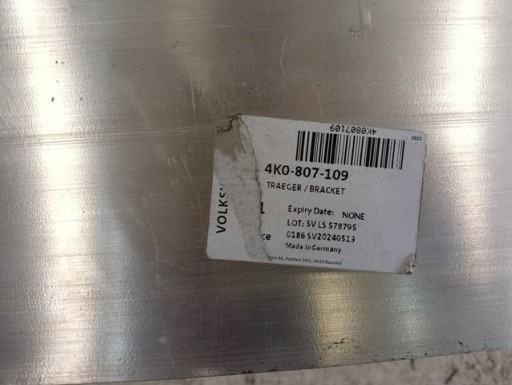 4K0807109
4K0-807-109
TRAEGER / BRACKET
Expiry Date: NONE
LOT: SV LS 578795
0186 SV20240513
Made in Germany